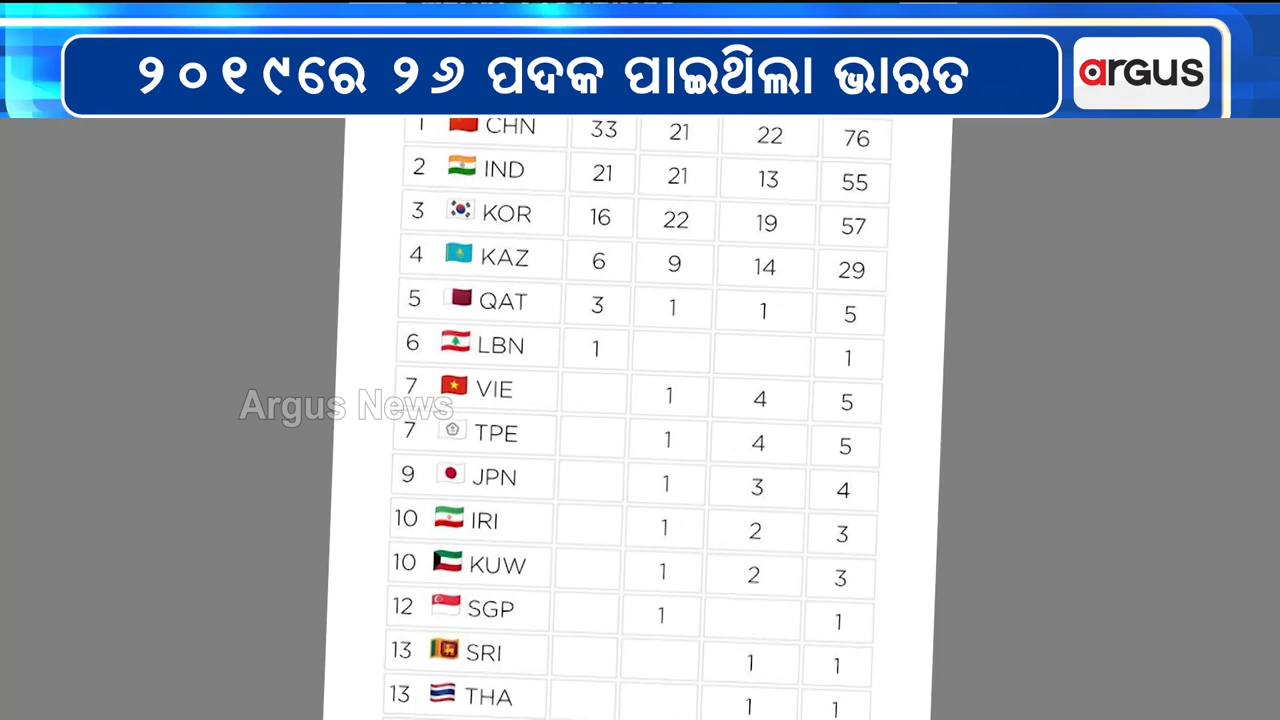 ୨୦୧୯ରେ ୨୬ ପଦକ ପାଇଥିଲା ଭାରତ
argus
1 CHN 33 21 22 76
2 IND 21 21 13 55
3 KOR 16 22 19 57
4 KAZ 6 9 14 29
5 QAT 3 1 1 5
6 LBN 1 1
7 VIE 1 4 5
Argus News
7 TPE 1 4 5
9 JPN 1 3 4
10 IRI 1 2 3
10 KUW 1 2 3
12 SGP 1 1
13 SRI 1 1
13 THA 1 1